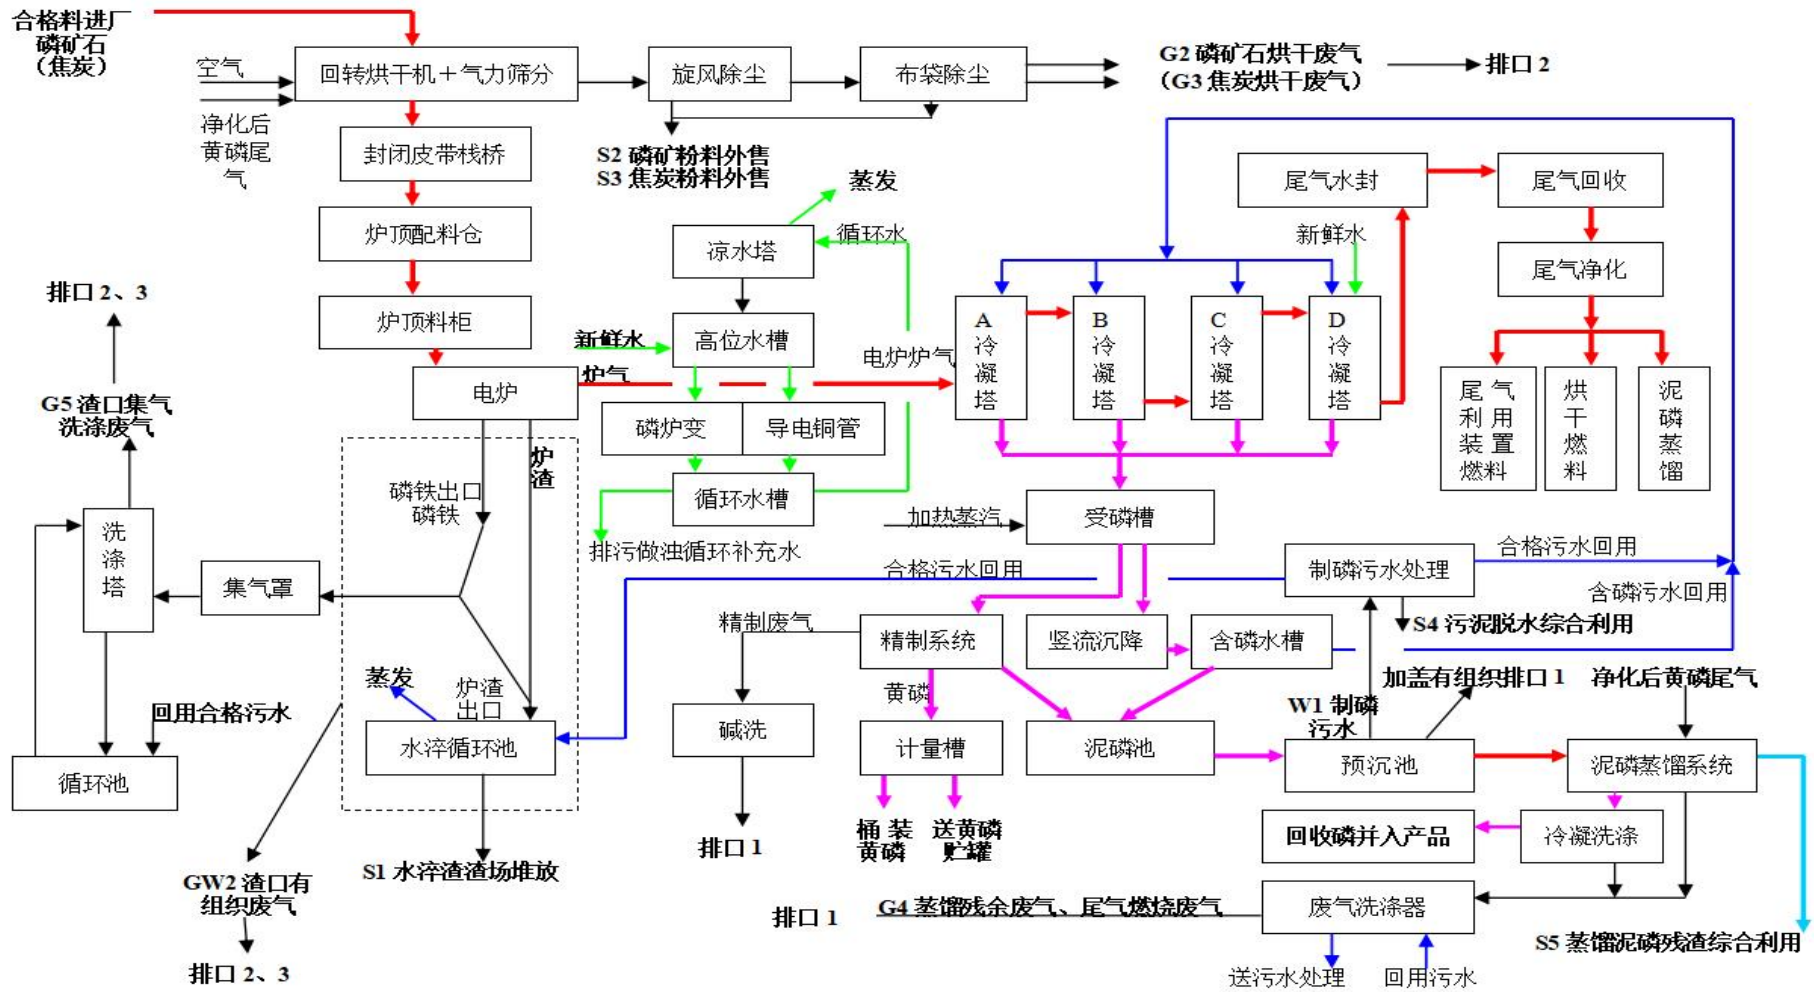 合格料进厂
磷矿石
（焦炭）
空气
净化后
黄磷尾
气
回转烘干机＋气力筛分
旋风除尘
布袋除尘
G2 磷矿石烘干废气
（G3 焦炭烘干废气）
排口 2
S2 磷矿粉料外售
S3 焦炭粉料外售
封闭皮带栈桥
炉顶配料仓
炉顶料柜
电炉
炉气
蒸发
凉水塔
循环水
新鲜水
高位水槽
磷炉变
导电铜管
循环水槽
排污做浊循环补充水
电炉炉气
尾气水封
尾气回收
尾气净化
新鲜水
A
冷
凝
塔
B
冷
凝
塔
C
冷
凝
塔
D
冷
凝
塔
尾 气
利 用
装 置
燃料
烘
干
燃
料
泥
磷
蒸
馏
排口 2、3
G5 渣口集气
洗涤废气
洗
涤
塔
集气罩
磷铁出口
磷铁
炉
渣
加热蒸汽
受磷槽
合格污水回用
制磷污水处理
合格污水回用
含磷污水回用
S4 污泥脱水综合利用
精制废气
精制系统
竖流沉降
含磷水槽
蒸发
炉渣
出口
回用合格污水
循环池
水淬循环池
碱洗
黄磷
计量槽
泥磷池
W1 制磷
污水
加盖有组织排口 1
净化后黄磷尾气
预沉池
泥磷蒸馏系统
桶 装
黄磷
送黄磷
贮罐
排口 1
回收磷并入产品
冷凝洗涤
S1 水淬渣渣场堆放
GW2 渣口有
组织废气
排口 2、3
排口 1
G4 蒸馏残余废气、尾气燃烧废气
废气洗涤器
S5 蒸馏泥磷残渣综合利用
送污水处理
回用污水